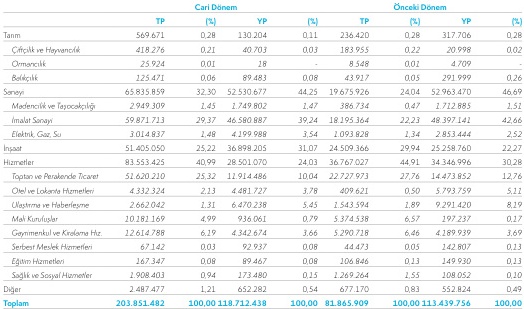 Cari Dönem Önceki Dönem
TP (%) YP (%) TP (%) YP (%)
Tarım 569.671 0,28 130.204 0,11 236.420 0,28 317.706 0,28
Çiftçilik ve Hayvancılık 418.276 0,21 40.703 0,03 183.955 0,22 20.998 0,02
Ormancılık 25.924 0,01 18 - 8.548 0,01 4.709 -
Balıkçılık 125.471 0,06 89.483 0,08 43.917 0,05 291.999 0,26
Sanayi 65.835.859 32,30 52.530.677 44,25 19.675.926 24,04 52.963.470 46,69
Madencilik ve Taşocakçılığı 2.949.309 1,45 1.749.802 1,47 386.734 0,47 1.712.885 1,51
İmalat Sanayi 59.871.713 29,37 46.580.887 39,24 18.195.364 22,23 48.397.141 42,66
Elektrik, Gaz, Su 3.014.837 1,48 4.199.988 3,54 1.093.828 1,34 2.853.444 2,52
İnşaat 51.405.050 25,22 36.898.205 31,07 24.509.366 29,94 25.258.760 22,27
Hizmetler 83.553.425 40,99 28.501.070 24,03 36.767.027 44,91 34.346.996 30,28
Toptan ve Perakende Ticaret 51.620.210 25,32 11.914.486 10,04 22.727.973 27,76 14.473.852 12,76
Otel ve Lokanta Hizmetleri 4.332.324 2,13 4.481.727 3,78 409.621 0,50 5.793.759 5,11
Ulaştırma ve Haberleşme 2.662.042 1,31 6.470.238 5,45 1.543.594 1,89 9.291.420 8,19
Mali Kuruluşlar 10.181.169 4,99 936.061 0,79 5.374.538 6,57 197.237 0,17
Gayrimenkul ve Kiralama Hiz. 12.614.788 6,19 4.342.674 3,66 5.290.718 6,46 4.189.939 3,69
Serbest Meslek Hizmetleri 67.142 0,03 92.937 0,08 44.473 0,05 142.807 0,13
Eğitim Hizmetleri 167.347 0,08 89.467 0,08 106.846 0,13 149.930 0,13
Sağlık ve Sosyal Hizmetler 1.908.403 0,94 173.480 0,15 1.269.264 1,55 108.052 0,10
Diğer 2.487.477 1,21 652.282 0,54 677.170 0,83 552.824 0,49
Toplam 203.851.482 100,00 118.712.438 100,00 81.865.909 100,00 113.439.756 100,00